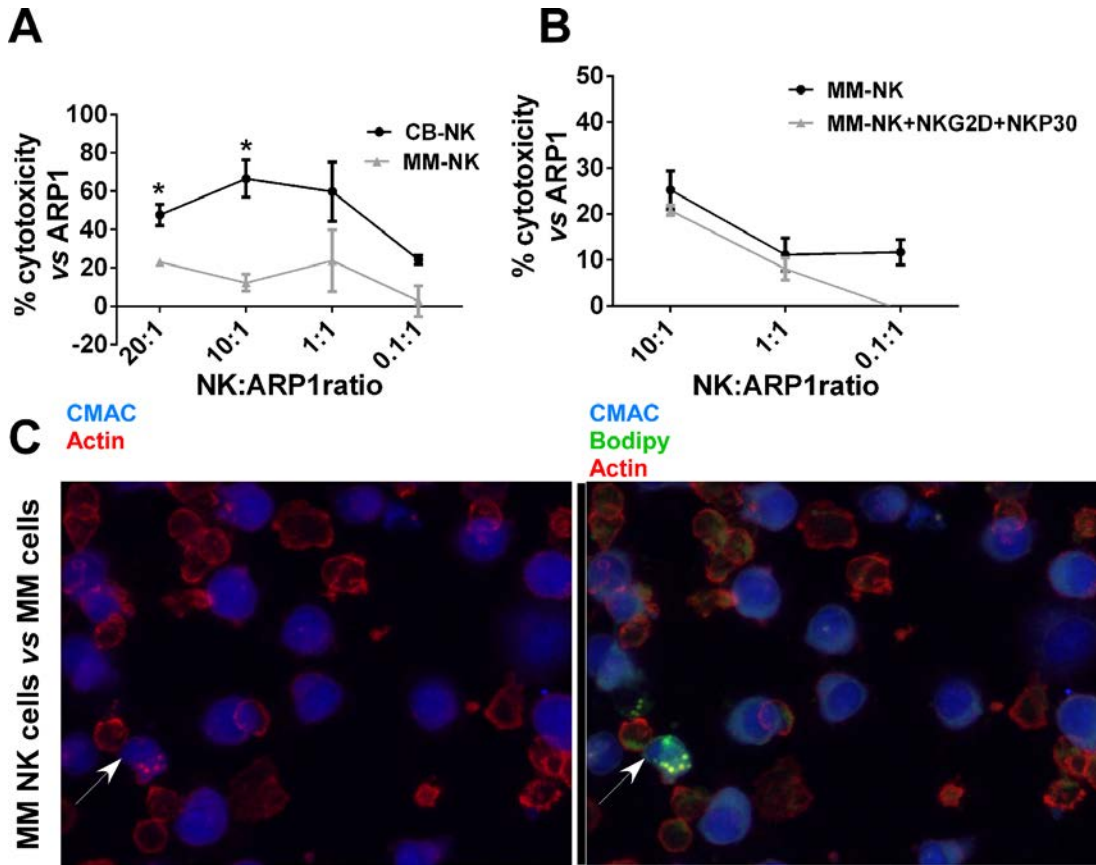 A
% cytotoxicity
vs ARP1
100
80
60
40
20
0
-20
*
*
CB-NK
MM-NK
20:1
10:1
1:1
0.1:1
NK:ARP1ratio
B
% cytotoxicity
vs ARP1
50
40
30
20
10
0
MM-NK
MM-NK+NKG2D+NKP30
10:1
1:1
0.1:1
NK:ARP1ratio
C
CMAC
Actin
CMAC
Bodipy
Actin
MM NK cells vs MM cells